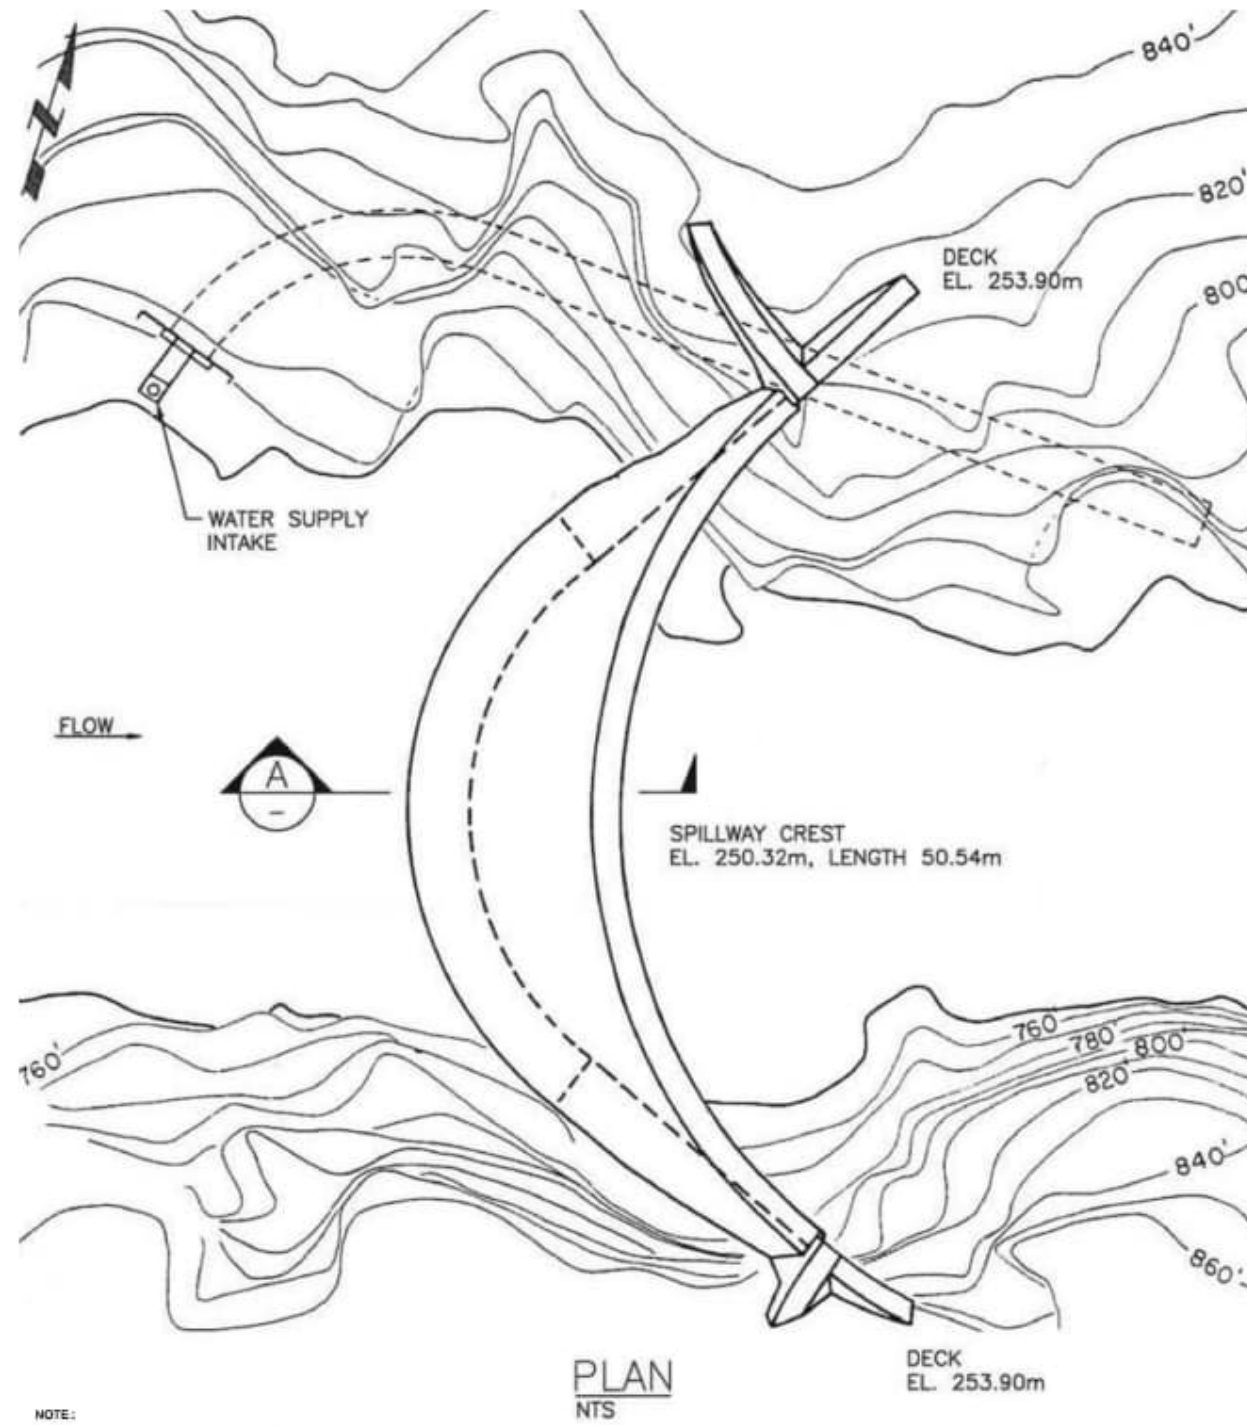 840'
N
820'
DECK
EL. 253.90m
800'
WATER SUPPLY
INTAKE
FLOW
A
–
SPILLWAY CREST
EL. 250.32m, LENGTH 50.54m
760'
760'
780'
800'
820'
840'
860'
DECK
EL. 253.90m
PLAN
NTS
NOTE: